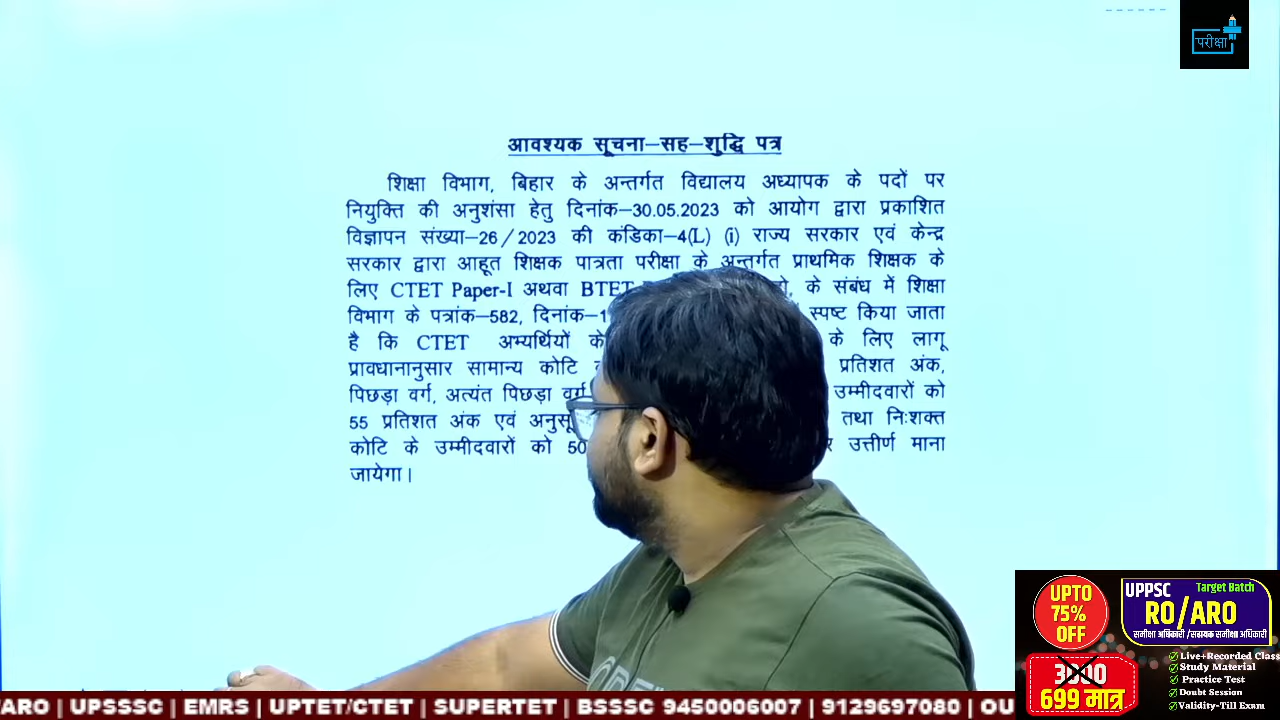 परीक्षा
आवश्यक सूचना–सह–शुद्धि पत्र
शिक्षा विभाग, बिहार के अन्तर्गत विद्यालय अध्यापक के पदों पर
नियुक्ति की अनुशंसा हेतु दिनांक–30.05.2023 को आयोग द्वारा प्रकाशित
विज्ञापन संख्या–26/2023 की कंडिका–4(L) (i) राज्य सरकार एवं केन्द्र
सरकार द्वारा आहूत शिक्षक पात्रता परीक्षा के अन्तर्गत प्राथमिक शिक्षक के
लिए CTET Paper-I अथवा BTET के संबंध में शिक्षा
विभाग के पत्रांक–582, दिनांक–1 स्पष्ट किया जाता
है कि CTET अभ्यर्थियों के के लिए लागू
प्रावधानानुसार सामान्य कोटि प्रतिशत अंक,
पिछड़ा वर्ग, अत्यंत पिछड़ा वर्ग उम्मीदवारों को
55 प्रतिशत अंक एवं तथा निःशक्त
कोटि के उम्मीदवारों को 50 उत्तीर्ण माना
जायेगा।
UPTO
75%
OFF
UPPSC Target Batch
RO/ARO
समीक्षा अधिकारी/सहायक समीक्षा अधिकारी
699 मात्र
Live+Recorded Class
Study Material
Practice Test
Doubt Session
Validity-Till Exam
ARO | UPSSSC | EMRS | UPTET/CTET | SUPERTET | BSSSC 9450006007 | 9129697080 | OU